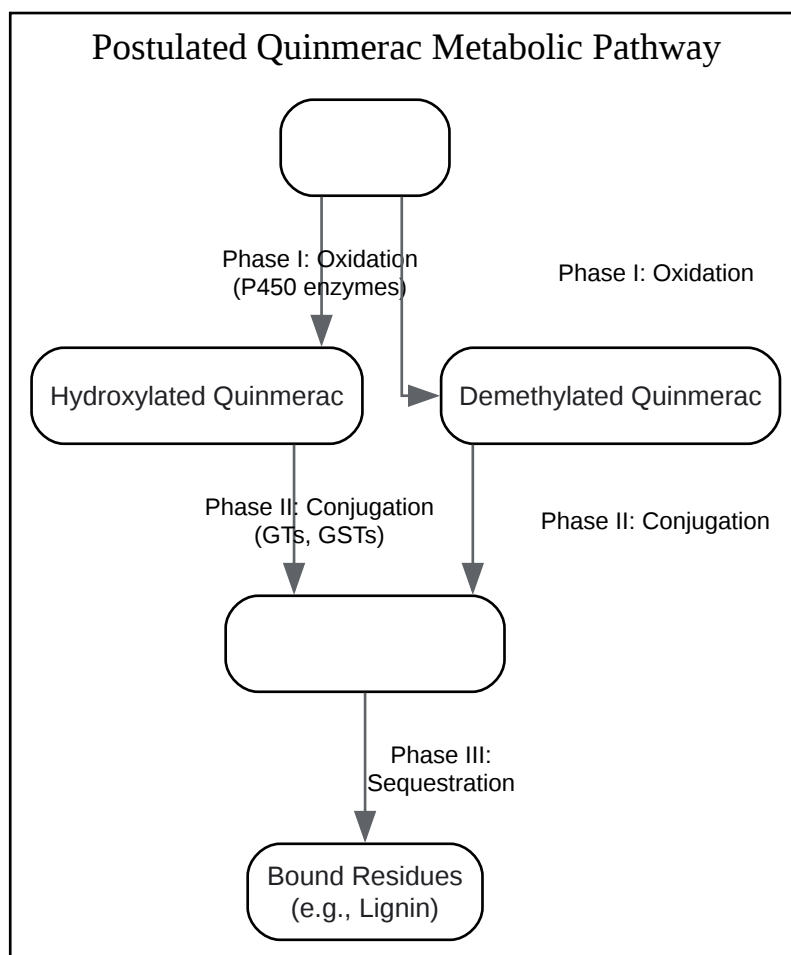 Postulated Quinmerac Metabolic Pathway
Phase I: Oxidation
(P450 enzymes)
Phase I: Oxidation
Hydroxylated Quinmerac
Demethylated Quinmerac
Phase II: Conjugation
(GTs, GSTs)
Phase II: Conjugation
Phase III:
Sequestration
Bound Residues
(e.g., Lignin)